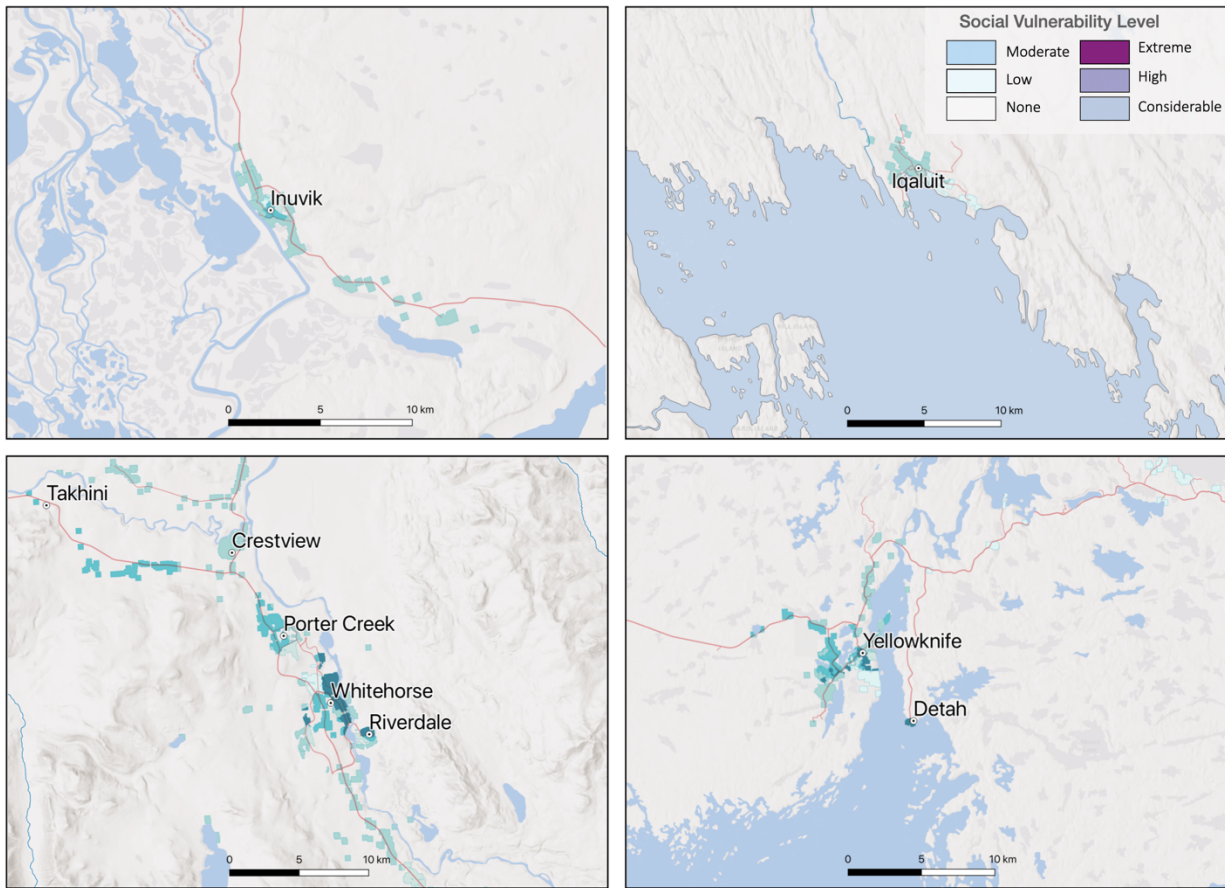 Inuvik
0 5 10 km
Social Vulnerability Level
Moderate Extreme
Low High
None Considerable
Iqaluit
0 5 10 km
Takhini
Crestview
Porter Creek
Whitehorse
Riverdale
0 5 10 km
Yellowknife
Detah
0 5 10 km